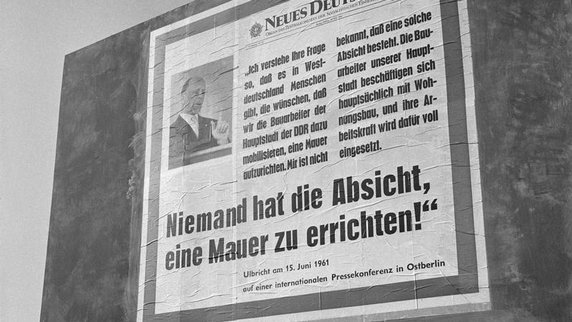 NEUES DEUTSCH
„Ich verstehe Ihre Frage
so, daß es in West-
deutschland Menschen
gibt, die wünschen, daß
wir die Bauarbeiter der
Hauptstadt der DDR dazu
mobilisieren, eine Mauer
aufzurichten. Mir ist nicht
bekannt, daß eine solche
Absicht besteht. Die Bau-
arbeiter unserer Haupt-
stadt beschäftigen sich
hauptsächlich mit Woh-
nungsbau, und ihre Ar-
beitskraft wird dafür voll
eingesetzt.
Niemand hat die Absicht,
eine Mauer zu errichten!“
Ulbricht am 15. Juni 1961
auf einer internationalen Pressekonferenz in Ostberlin